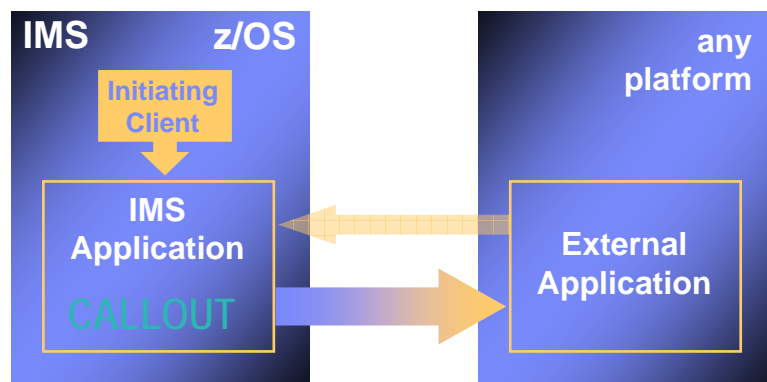 IMS z/OS
Initiating
Client
IMS
Application
CALLOUT
any
platform
External
Application